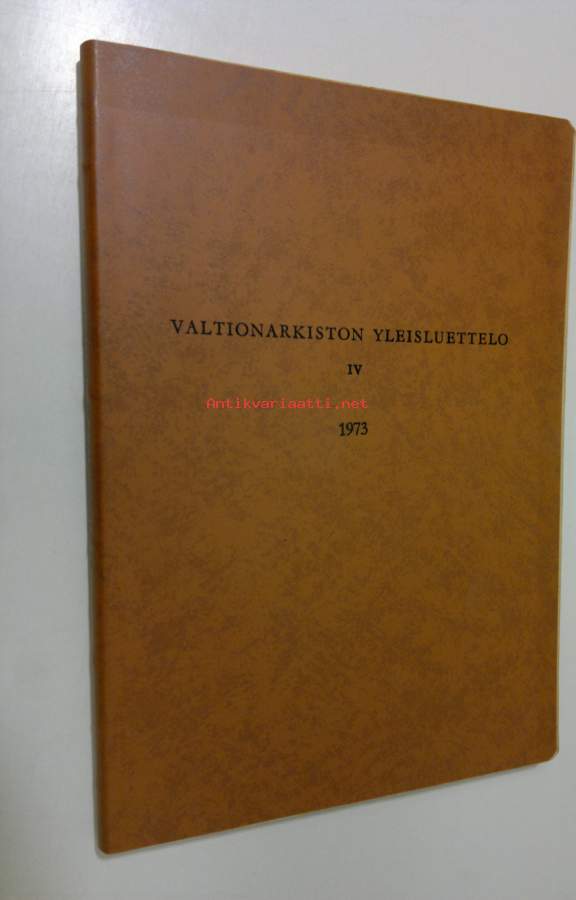 VALTIONARKISTON YLEISLUETTELO
IV
Antikvariaatti.net
1973